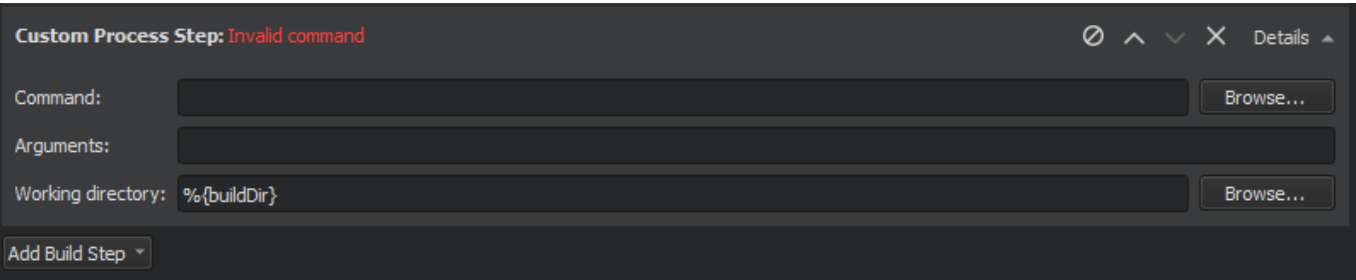 Custom Process Step: Invalid command Details
Command: Browse...
Arguments:
Working directory: %{buildDir} Browse...
Add Build Step